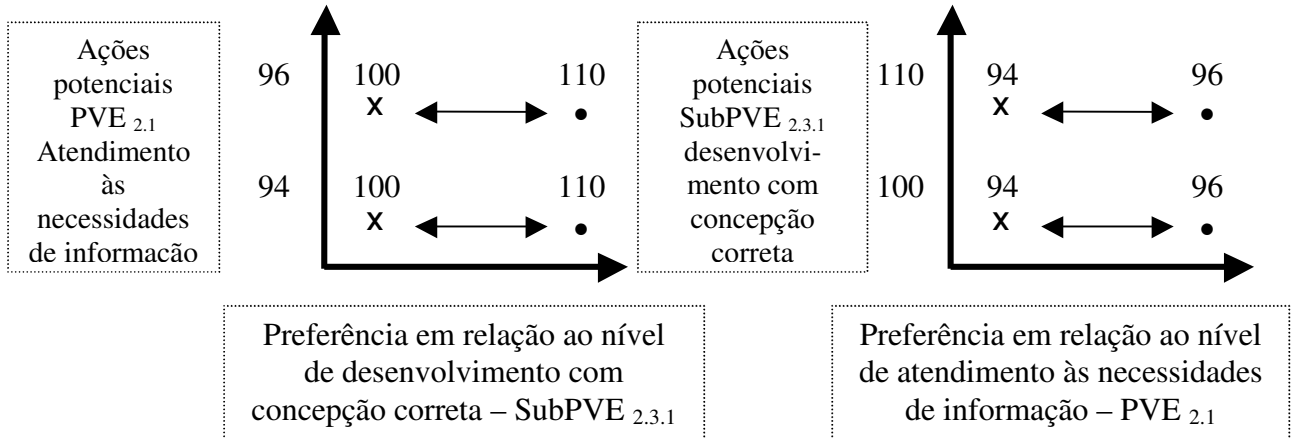 Ações
potenciais
PVE 2.1
Atendimento
às
necessidades
de informacão
96 100 110
x •
94 100 110
x •
Preferência em relação ao nível
de desenvolvimento com
concepção correta – SubPVE 2.3.1
Ações
potenciais
SubPVE 2.3.1
desenvolvi-
mento com
concepção
correta
110 94 96
x •
100 94 96
x •
Preferência em relação ao nível
de atendimento às necessidades
de informação – PVE 2.1